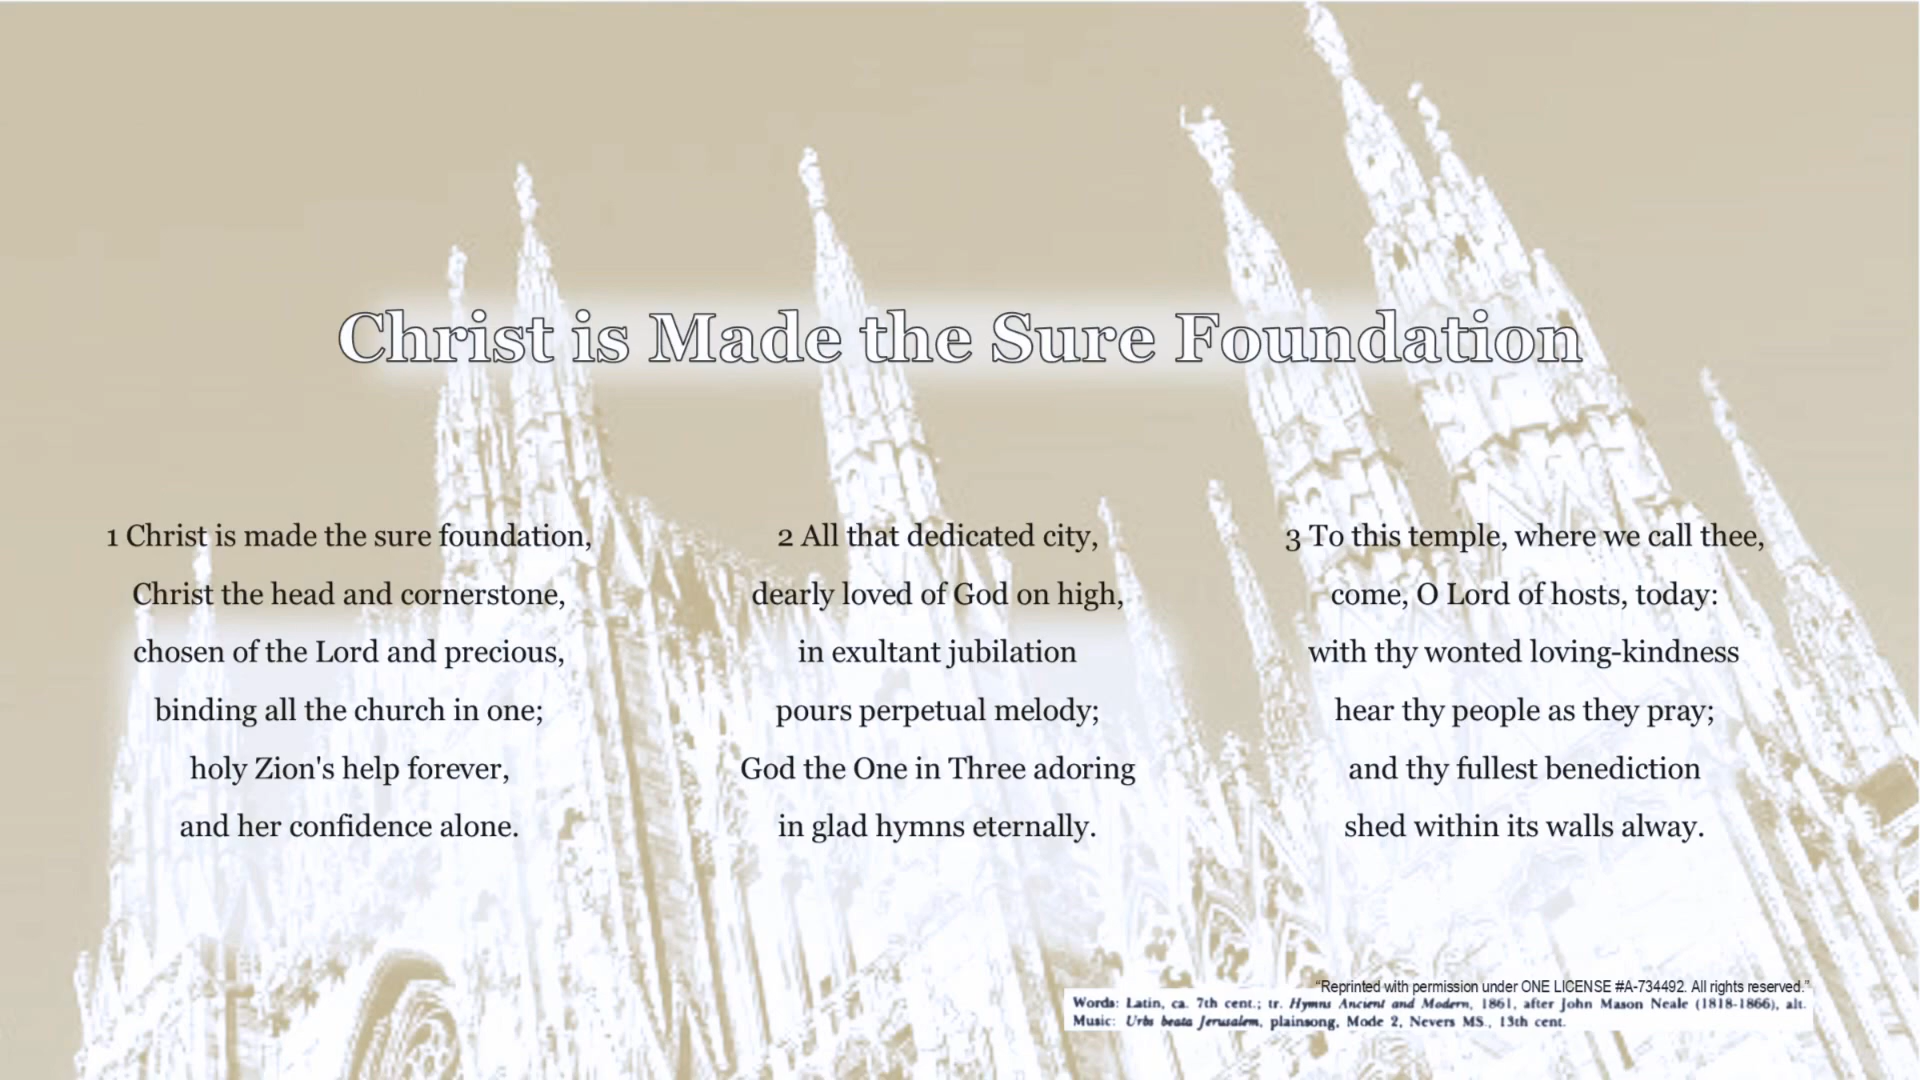 Christ is Made the Sure Foundation
1 Christ is made the sure foundation,
Christ the head and cornerstone,
chosen of the Lord and precious,
binding all the church in one;
holy Zion's help forever,
and her confidence alone.
2 All that dedicated city,
dearly loved of God on high,
in exultant jubilation
pours perpetual melody;
God the One in Three adoring
in glad hymns eternally.
3 To this temple, where we call thee,
come, O Lord of hosts, today:
with thy wonted loving-kindness
hear thy people as they pray;
and thy fullest benediction
shed within its walls alway.
“Reprinted with permission under ONE LICENSE #A-734492. All rights reserved.”
Words: Latin, ca. 7th cent.; tr. Hymns Ancient and Modern, 1861, after John Mason Neale (1818-1866), alt.
Music: Urbs beata Jerusalem, plainsong, Mode 2, Nevers MS., 13th cent.